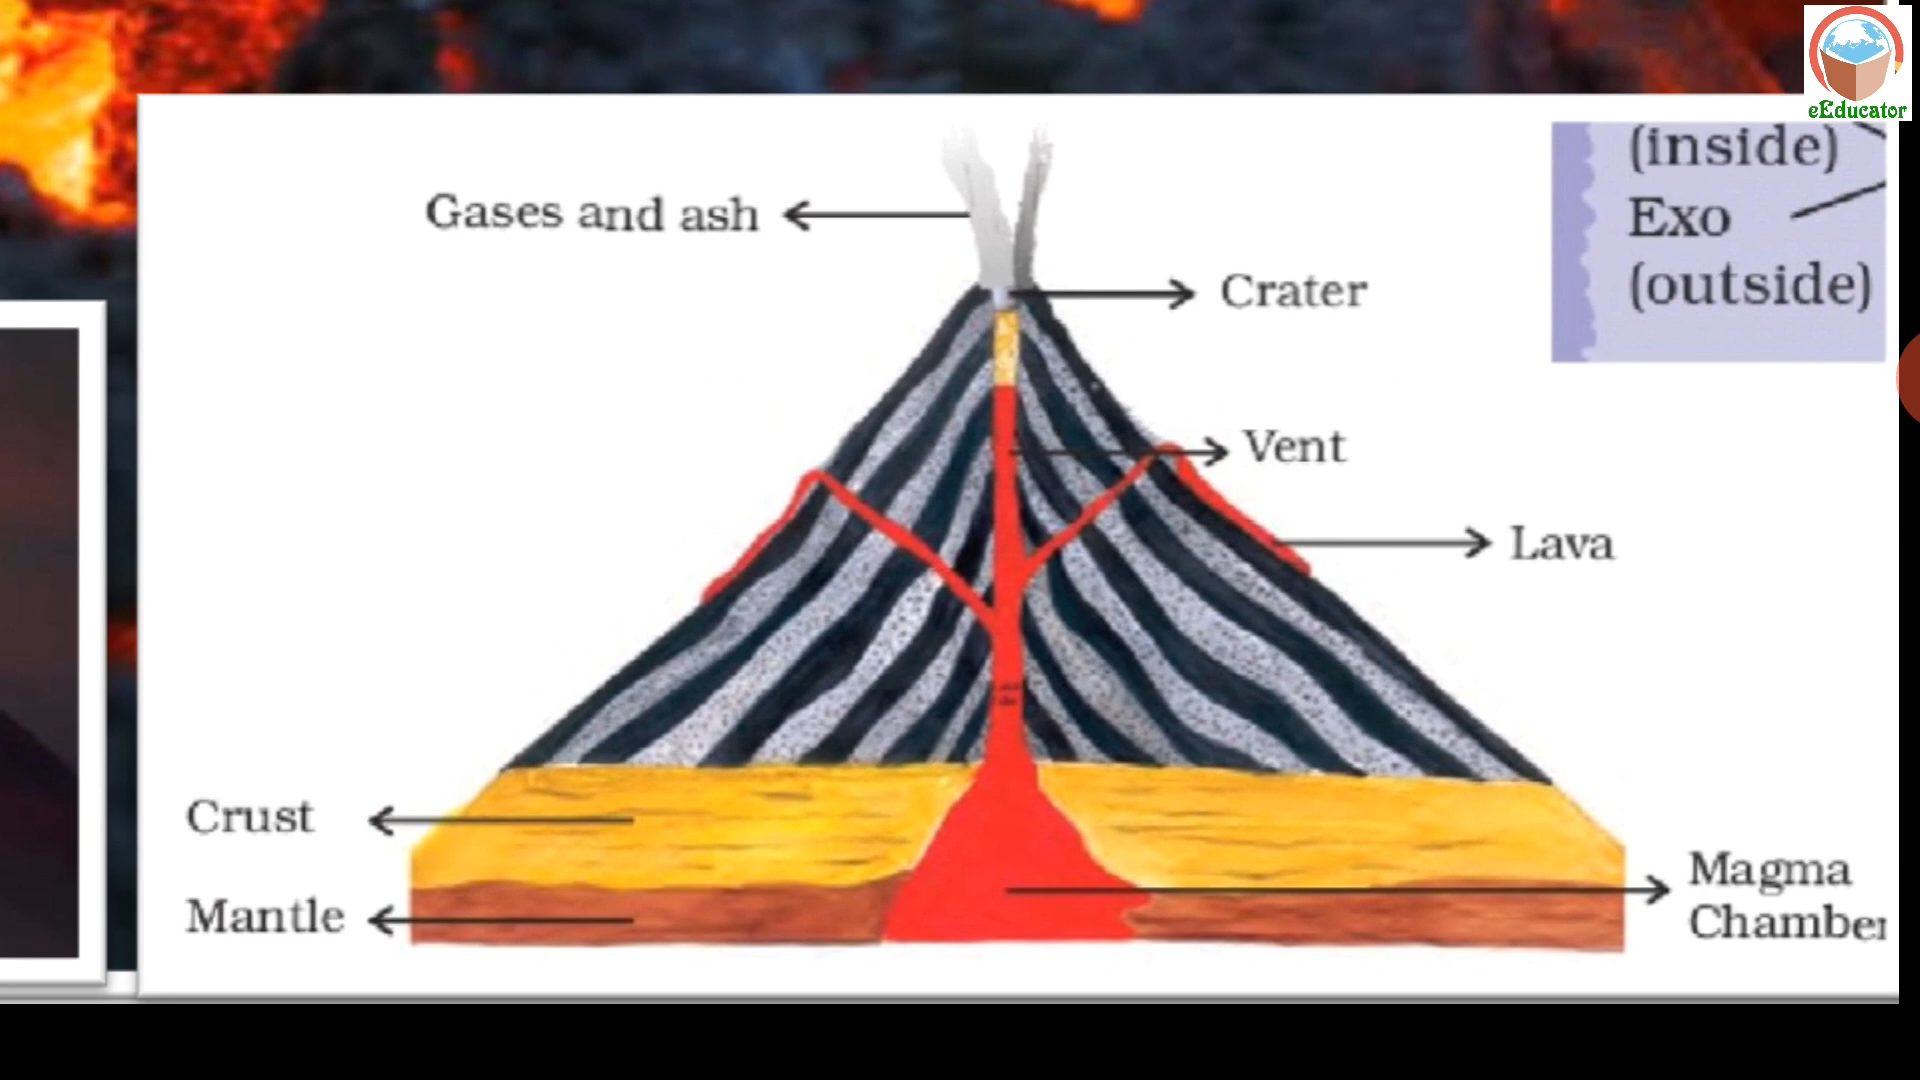 eEducator
(inside)
Exo
(outside)
Gases and ash
Crater
Vent
Lava
Crust
Mantle
Magma
Chamber